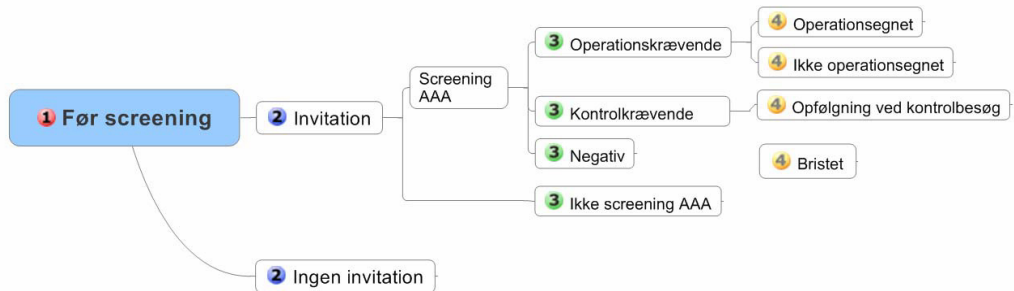 1 Før screening
2 Invitation
Screening
AAA
3 Operationskrævende
4 Operationsegnet
4 Ikke operationsegnet
3 Kontrolkrævende
4 Opfølgning ved kontrolbesøg
3 Negativ
4 Bristet
3 Ikke screening AAA
2 Ingen invitation